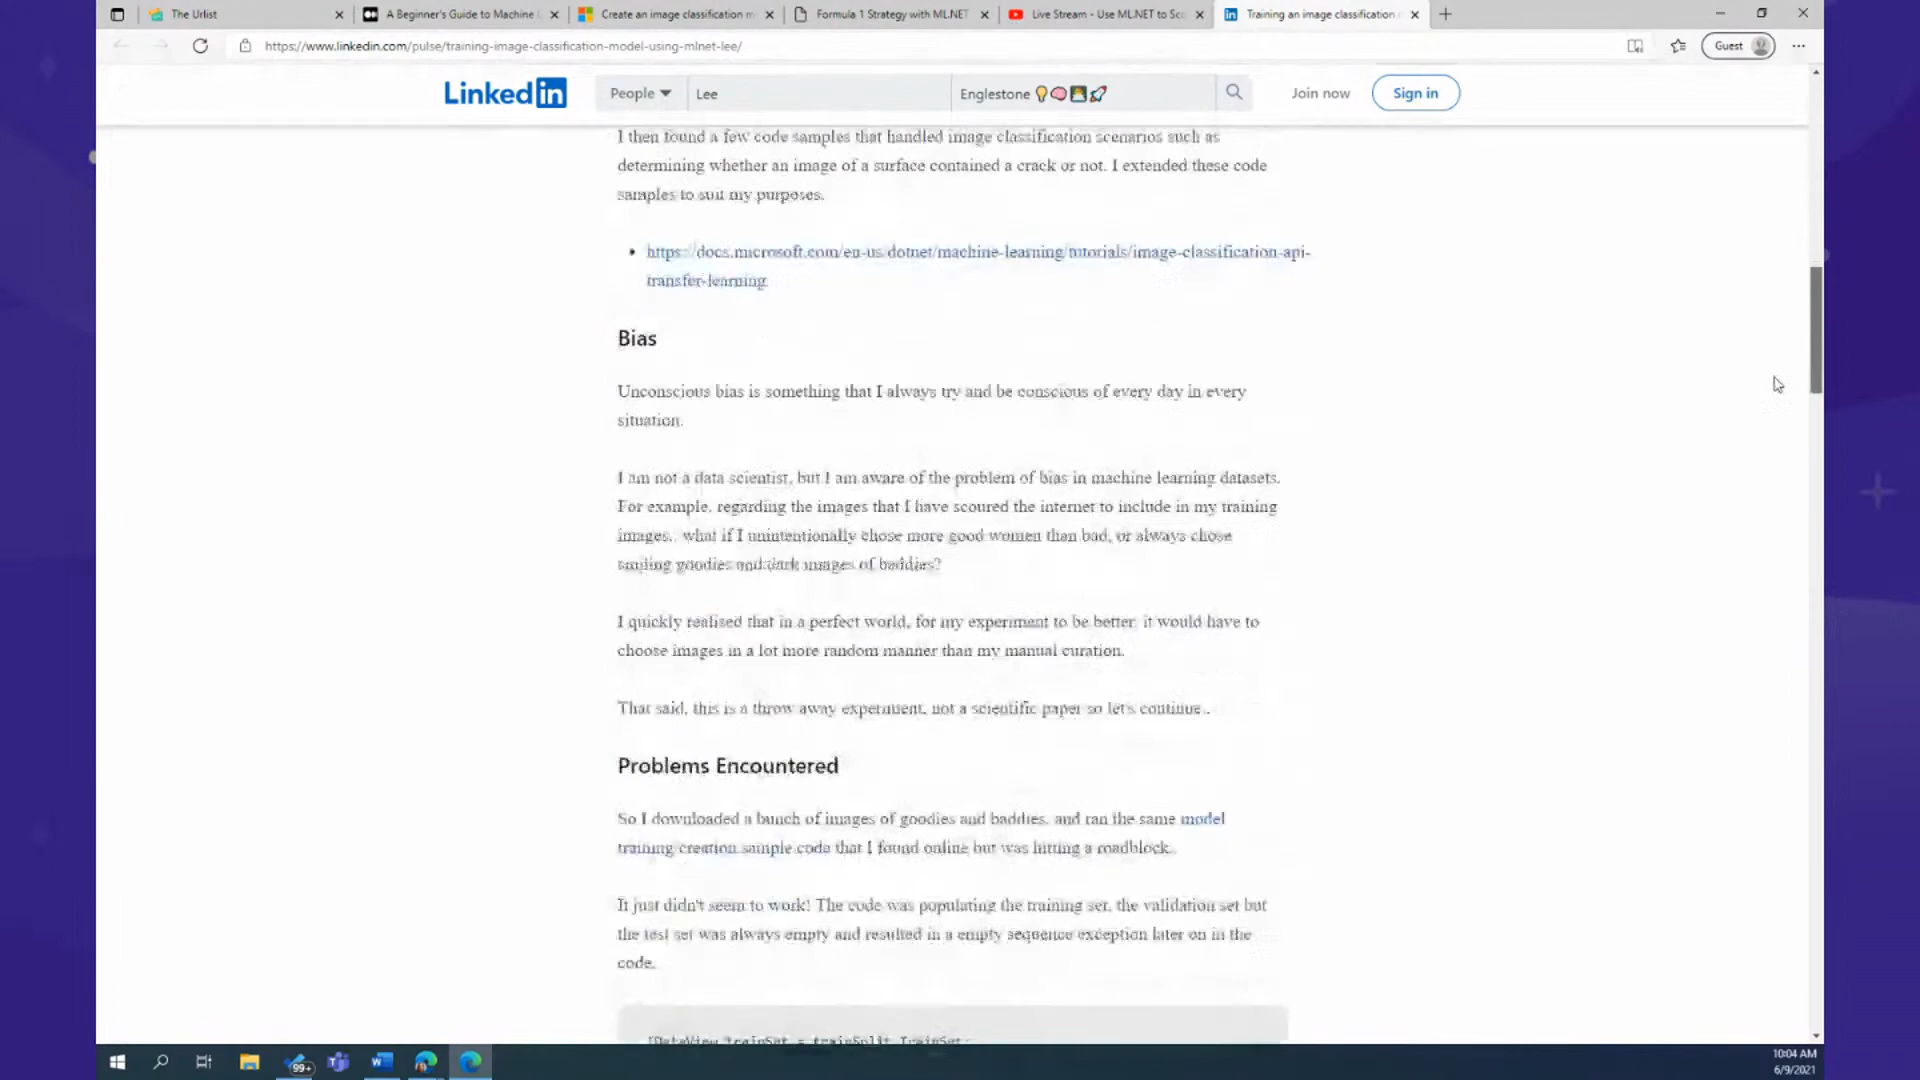 The Urlist
A Beginner's Guide to Machine L
Create an image classification m
Formula 1 Strategy with ML.NET
Live Stream - Use ML.NET to Sco
Training an image classification
https://www.linkedin.com/pulse/training-image-classification-model-using-mlnet-lee/
Guest
LinkedIn
People
Lee
Englestone 💡🧠👨‍💻🚀
Join now
Sign in
I then found a few code samples that handled image classification scenarios such as
determining whether an image of a surface contained a crack or not. I extended these code
samples to suit my purposes.
• https://docs.microsoft.com/en-us/dotnet/machine-learning/tutorials/image-classification-api-
transfer-learning
Bias
Unconscious bias is something that I always try and be conscious of every day in every
situation.
I am not a data scientist, but I am aware of the problem of bias in machine learning datasets.
For example, regarding the images that I have scoured the internet to include in my training
images.. what if I unintentionally chose more good women than bad, or always chose
smiling goodies and dark images of baddies?
I quickly realised that in a perfect world, for my experiment to be better, it would have to
choose images in a lot more random manner than my manual curation.
That said, this is a throw away experiment, not a scientific paper so let's continue..
Problems Encountered
So I downloaded a bunch of images of goodies and baddies, and ran the same model
training creation sample code that I found online but was hitting a roadblock.
It just didn't seem to work! The code was populating the training set, the validation set but
the test set was always empty and resulted in a empty sequence exception later on in the
code.
IDataView trainSet = trainSplit.TrainSet;
99+
10:04 AM
6/9/2021